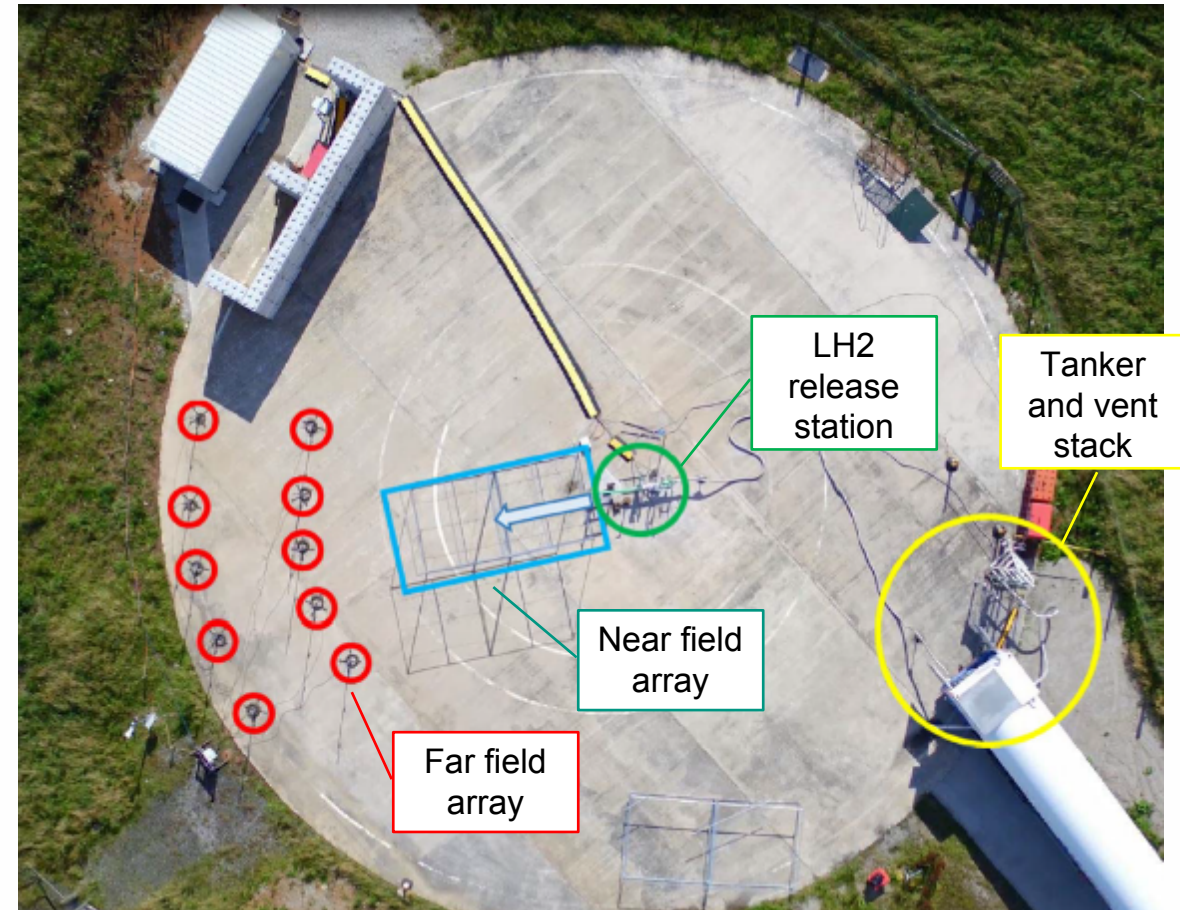 LH2
release
station
Tanker
and vent
stack
Near field
array
Far field
array